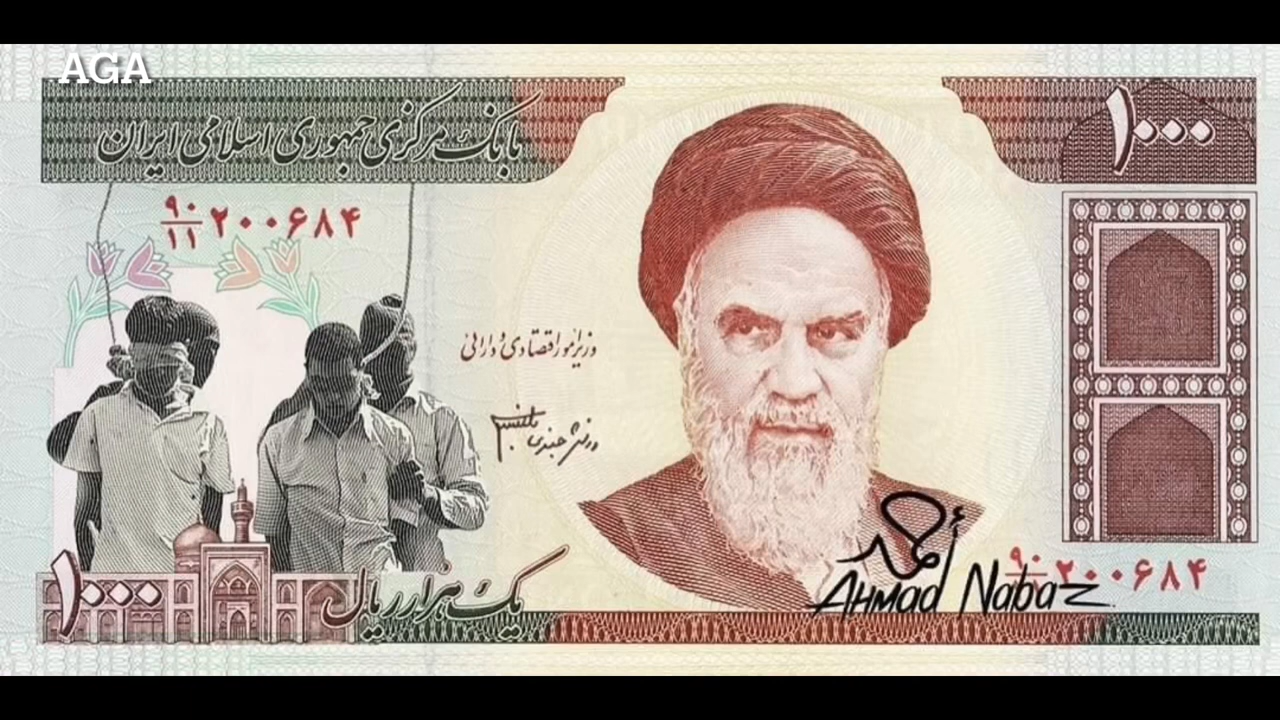 AGA
بانک مرکزی جمهوری اسلامی ایران
۱۰۰۰
۹۰/۱۱ ۲۰۰۶۸۴
وزیر امور اقتصادی و دارائی
۹۰ ۲۰۰۶۸۴
أحمد
AHMAD NABAZ
۱۰۰۰
یک هزار ریال